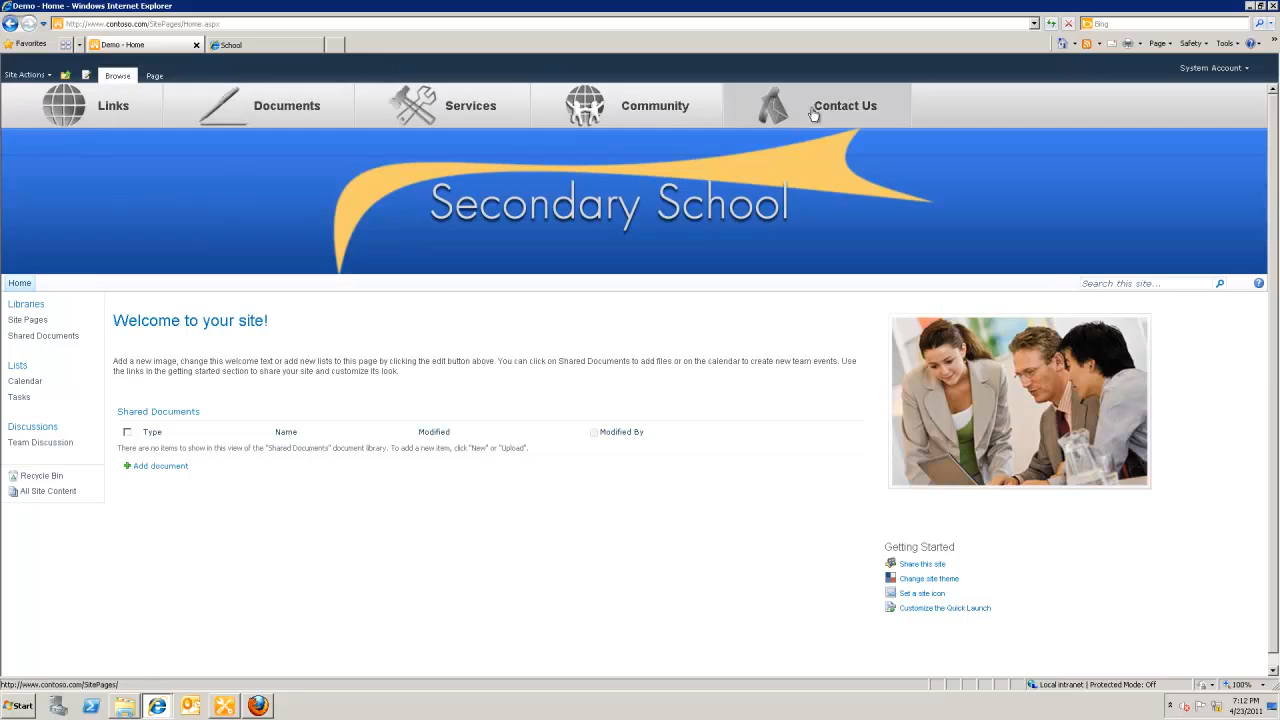 Demo - Home - Windows Internet Explorer
http://www.contoso.com/SitePages/Home.aspx
Bing
Favorites
Demo - Home
School
Page
Safety
Tools
Site Actions
Browse
Page
System Account
Links
Documents
Services
Community
Contact Us
Secondary School
Home
Search this site...
Libraries
Site Pages
Shared Documents
Lists
Calendar
Tasks
Discussions
Team Discussion
Recycle Bin
All Site Content
Welcome to your site!
Add a new image, change this welcome text or add new lists to this page by clicking the edit button above. You can click on Shared Documents to add files or on the calendar to create new team events. Use
the links in the getting started section to share your site and customize its look.
Shared Documents
Type Name Modified Modified By
There are no items to show in this view of the "Shared Documents" document library. To add a new item, click "New" or "Upload".
Add document
Getting Started
Share this site
Change site theme
Set a site icon
Customize the Quick Launch
http://www.contoso.com/SitePages/
Local intranet | Protected Mode: Off
100%
Start
7:12 PM
4/23/2011